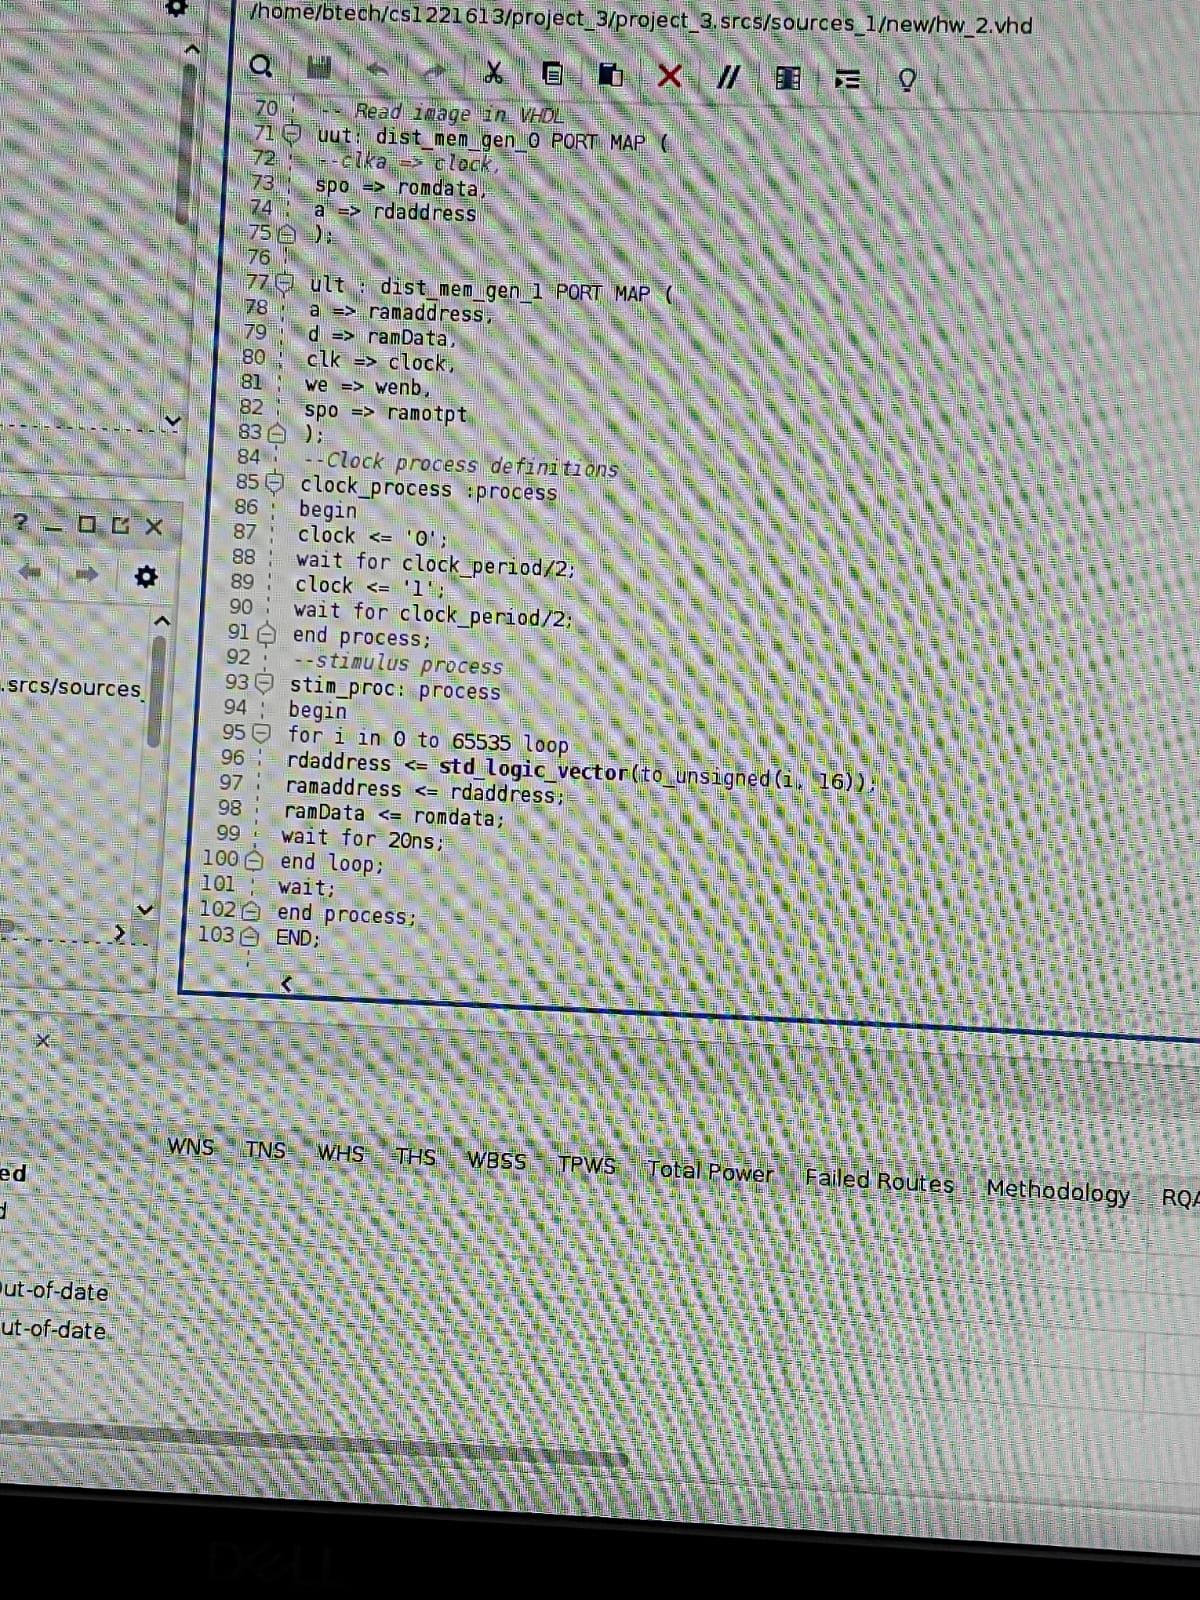 /home/btech/cs1221613/project_3/project_3.srcs/sources_1/new/hw_2.vhd
70 -- Read image in VHDL
71 uut: dist_mem_gen_0 PORT MAP (
72 --clka => clock,
73 spo => romdata,
74 a => rdaddress
75 );
76
77 ult : dist_mem_gen_1 PORT MAP (
78 a => ramaddress,
79 d => ramData,
80 clk => clock,
81 we => wenb,
82 spo => ramotpt
83 );
84 --Clock process definitions
85 clock_process :process
86 begin
87 clock <= '0';
88 wait for clock_period/2;
89 clock <= '1';
90 wait for clock_period/2;
91 end process;
92 --stimulus process
93 stim_proc: process
94 begin
95 for i in 0 to 65535 loop
96 rdaddress <= std_logic_vector(to_unsigned(i, 16));
97 ramaddress <= rdaddress;
98 ramData <= romdata;
99 wait for 20ns;
100 end loop;
101 wait;
102 end process;
103 END;
.srcs/sources_
WNS TNS WHS THS WBSS TPWS Total Power Failed Routes Methodology RQA
ed
d
out-of-date
ut-of-date
DELL